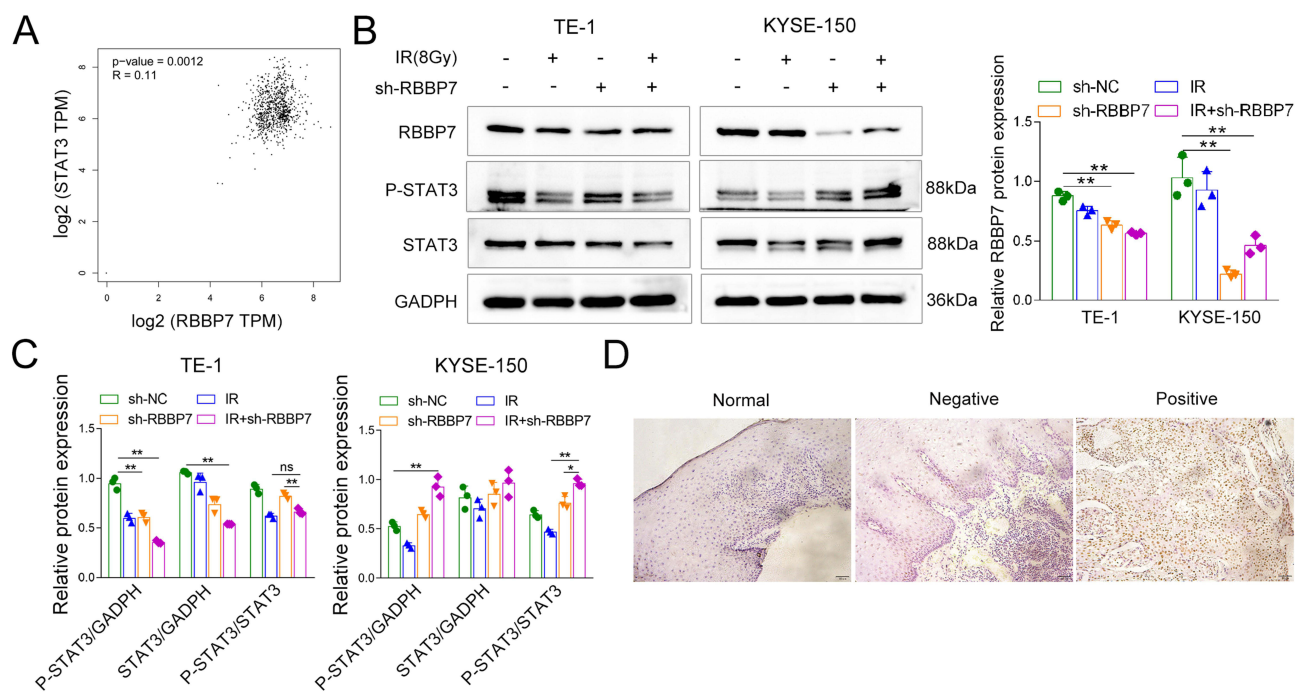 A
p-value = 0.0012
R = 0.11
log2 (STAT3 TPM)
8
6
4
2
0
0 2 4 6 8
log2 (RBBP7 TPM)
B
TE-1 KYSE-150
IR(8Gy) - + - + - + - +
sh-RBBP7 - - + + - - + +
RBBP7
P-STAT3 88kDa
STAT3 88kDa
GADPH 36kDa
sh-NC IR
sh-RBBP7 IR+sh-RBBP7
Relative RBBP7 protein expression
1.5
1.0
0.5
0.0
** ** ** **
TE-1 KYSE-150
C
TE-1
sh-NC IR
sh-RBBP7 IR+sh-RBBP7
Relative protein expression
1.5
1.0
0.5
0.0
** ** ** ns **
P-STAT3/GADPH STAT3/GADPH P-STAT3/STAT3
KYSE-150
sh-NC IR
sh-RBBP7 IR+sh-RBBP7
Relative protein expression
1.5
1.0
0.5
0.0
** ** *
P-STAT3/GADPH STAT3/GADPH P-STAT3/STAT3
D
Normal Negative Positive